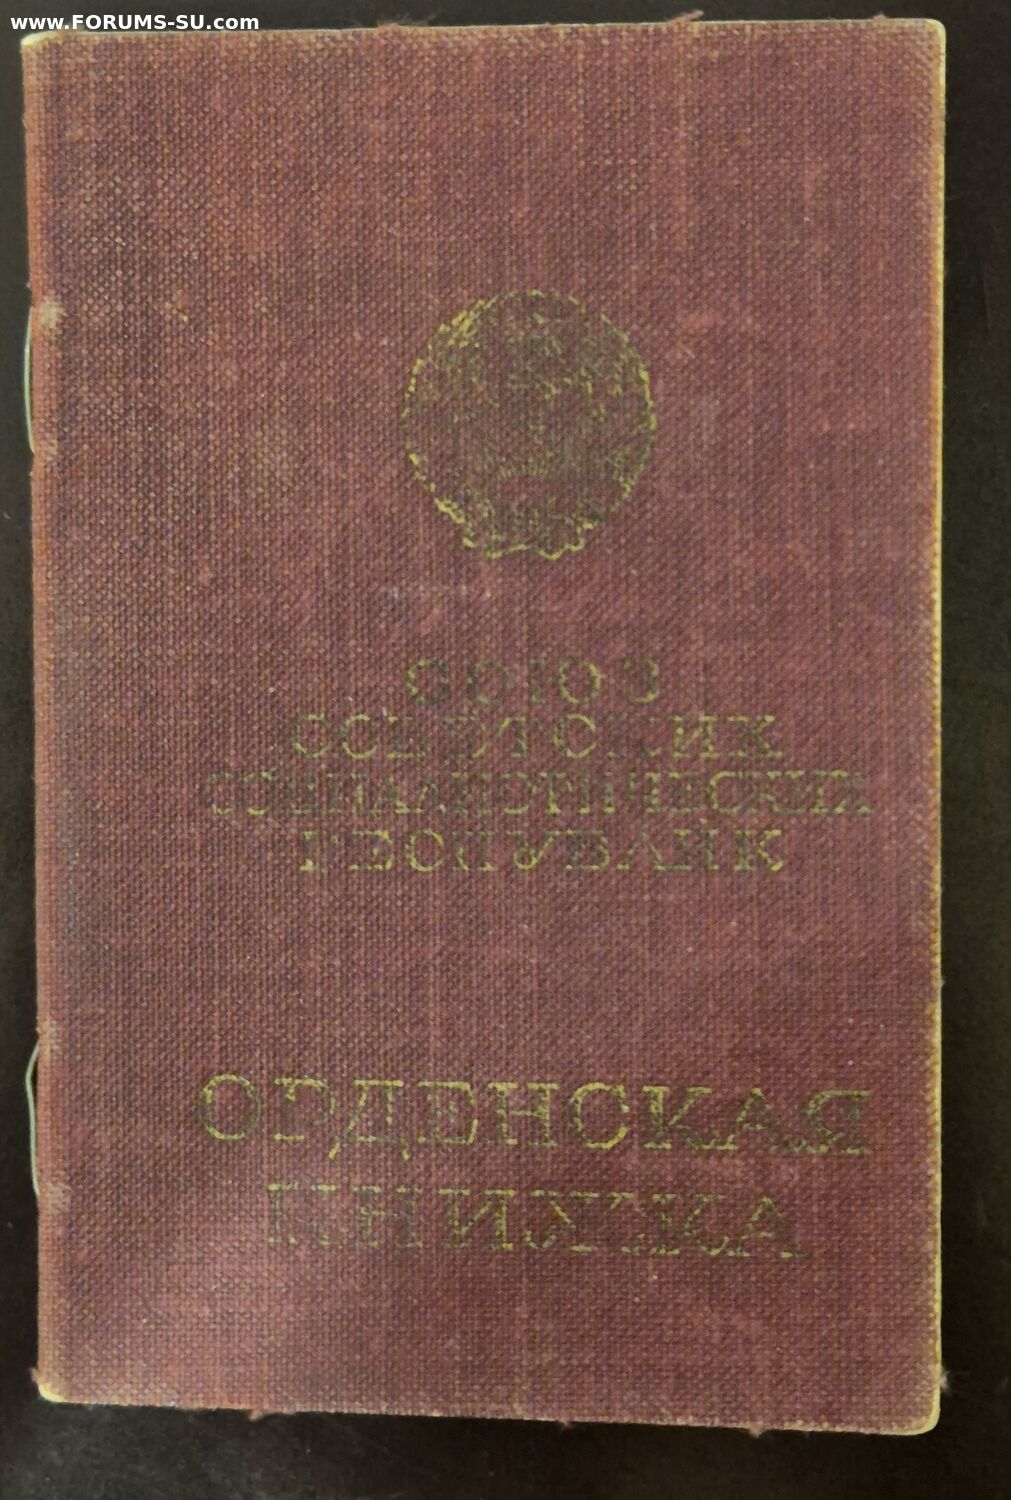 www.FORUMS-SU.com
СОЮЗ
СОВЕТСКИХ
СОЦИАЛИСТИЧЕСКИХ
РЕСПУБЛИК
ОРДЕНСКАЯ
КНИЖКА